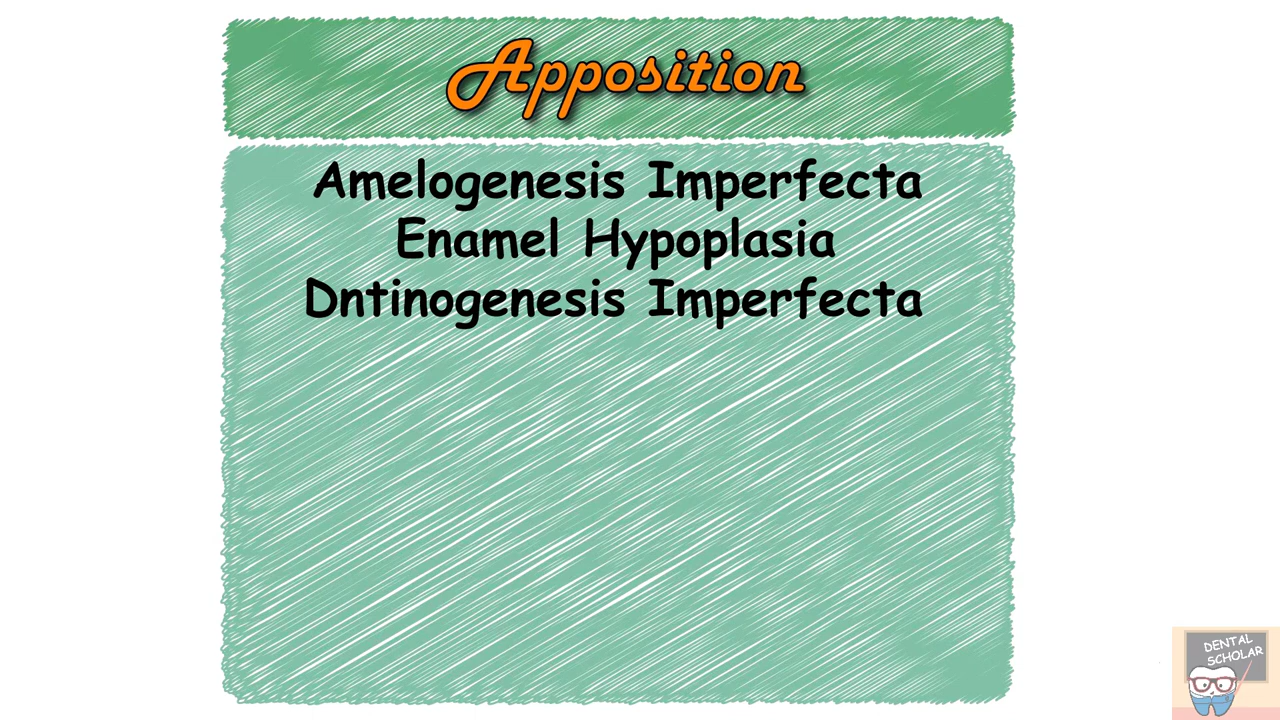 Apposition
Amelogenesis Imperfecta
Enamel Hypoplasia
Dntinogenesis Imperfecta
DENTAL
SCHOLAR